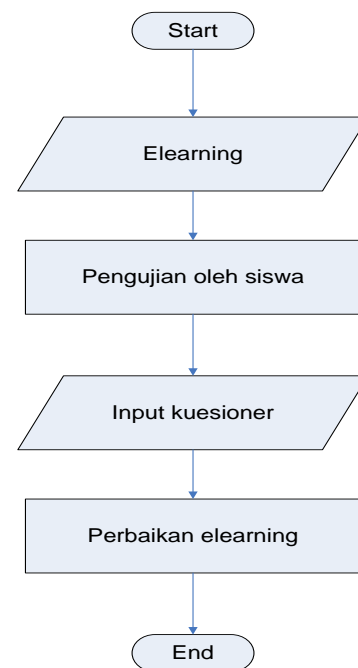 Start
Elearning
Pengujian oleh siswa
Input kuesioner
Perbaikan elearning
End